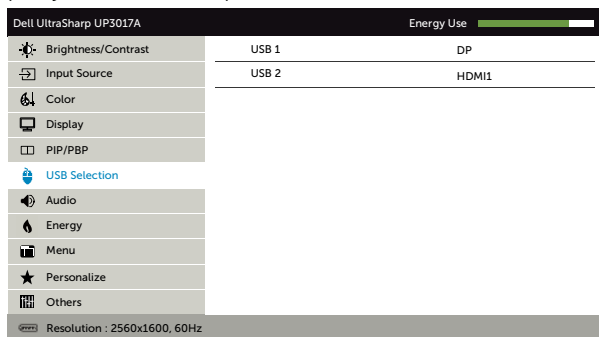 Dell UltraSharp UP3017A Energy Use
Brightness/Contrast USB 1 DP
Input Source USB 2 HDMI1
Color
Display
PIP/PBP
USB Selection
Audio
Energy
Menu
Personalize
Others
Resolution : 2560x1600, 60Hz